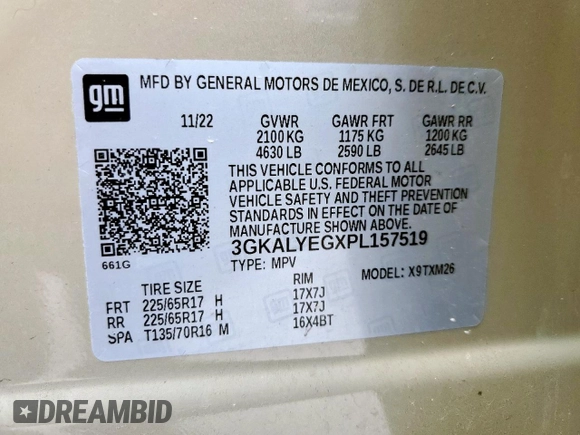 gm
MFD BY GENERAL MOTORS DE MEXICO, S. DE R.L. DE C.V.
11/22 GVWR GAWR FRT GAWR RR
2100 KG 1175 KG 1200 KG
4630 LB 2590 LB 2645 LB
THIS VEHICLE CONFORMS TO ALL
APPLICABLE U.S. FEDERAL MOTOR
VEHICLE SAFETY AND THEFT PREVENTION
STANDARDS IN EFFECT ON THE DATE OF
MANUFACTURE SHOWN ABOVE.
3GKALYEGXPL157519
661G
TYPE: MPV MODEL: X9TXM26
TIRE SIZE RIM
FRT 225/65R17 H 17X7J
RR 225/65R17 H 17X7J
SPA T135/70R16 M 16X4BT
DREAMBID